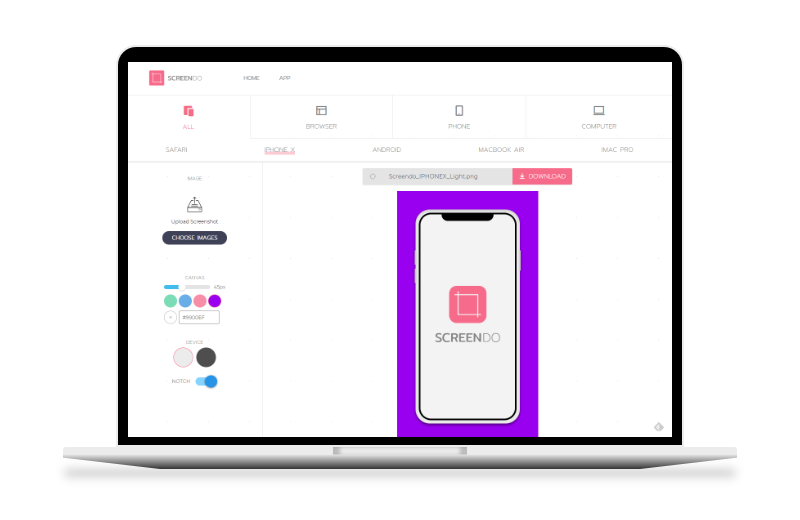 SCREENDO
HOME
APP
ALL
BROWSER
PHONE
COMPUTER
SAFARI
IPHONE X
ANDROID
MACBOOK AIR
IMAC PRO
IMAGE
Upload Screenshot
CHOOSE IMAGES
CANVAS
45px
#9900EF
DEVICE
NOTCH
Screendo_IPHONEX_Light.png
DOWNLOAD
SCREENDO